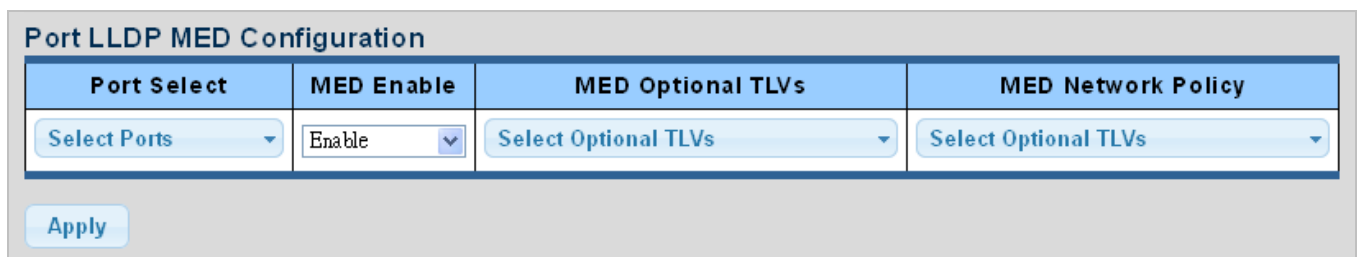 Port LLDP MED Configuration
Port Select MED Enable MED Optional TLVs MED Network Policy
Select Ports Enable Select Optional TLVs Select Optional TLVs
Apply